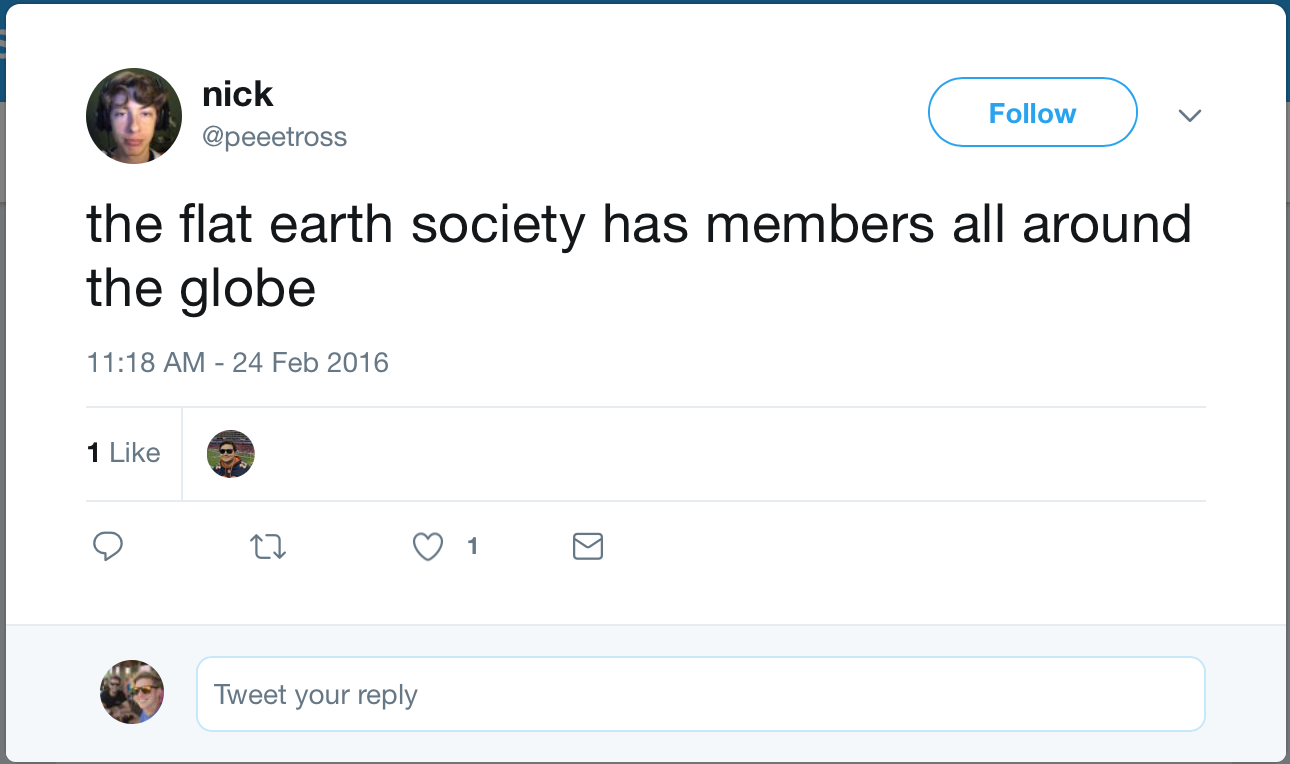 nick
@peeetross
Follow
the flat earth society has members all around
the globe
11:18 AM - 24 Feb 2016
1 Like
1
Tweet your reply